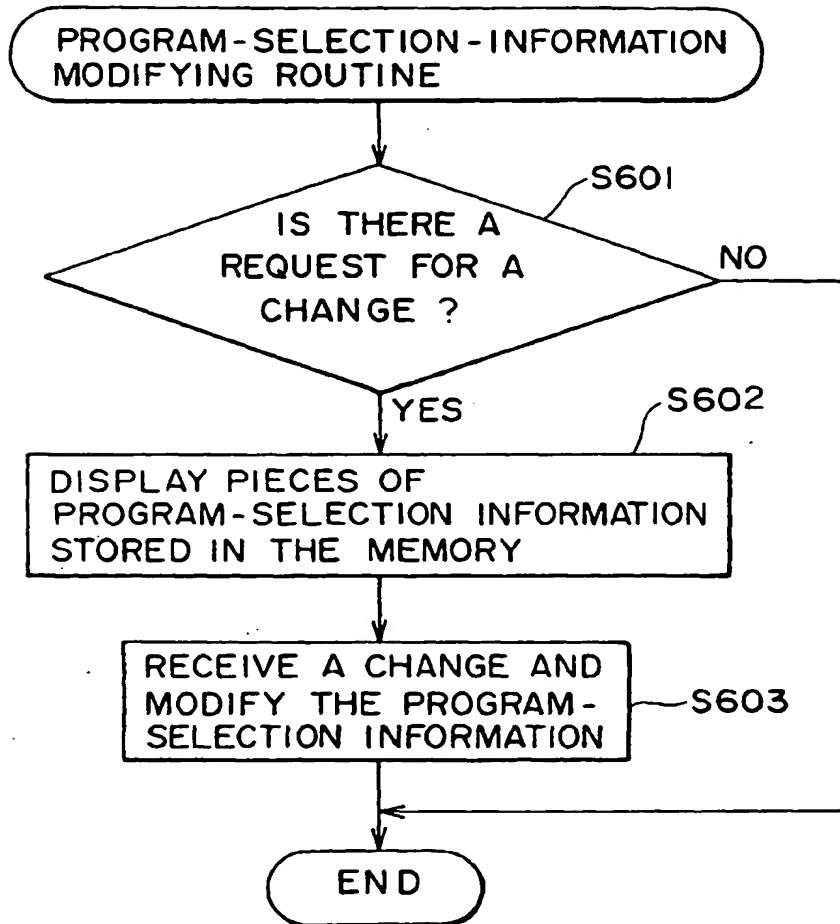 PROGRAM-SELECTION-INFORMATION
MODIFYING ROUTINE
S601
IS THERE A
REQUEST FOR A
CHANGE ?
NO
YES
S602
DISPLAY PIECES OF
PROGRAM-SELECTION INFORMATION
STORED IN THE MEMORY
RECEIVE A CHANGE AND
MODIFY THE PROGRAM-
SELECTION INFORMATION
S603
END